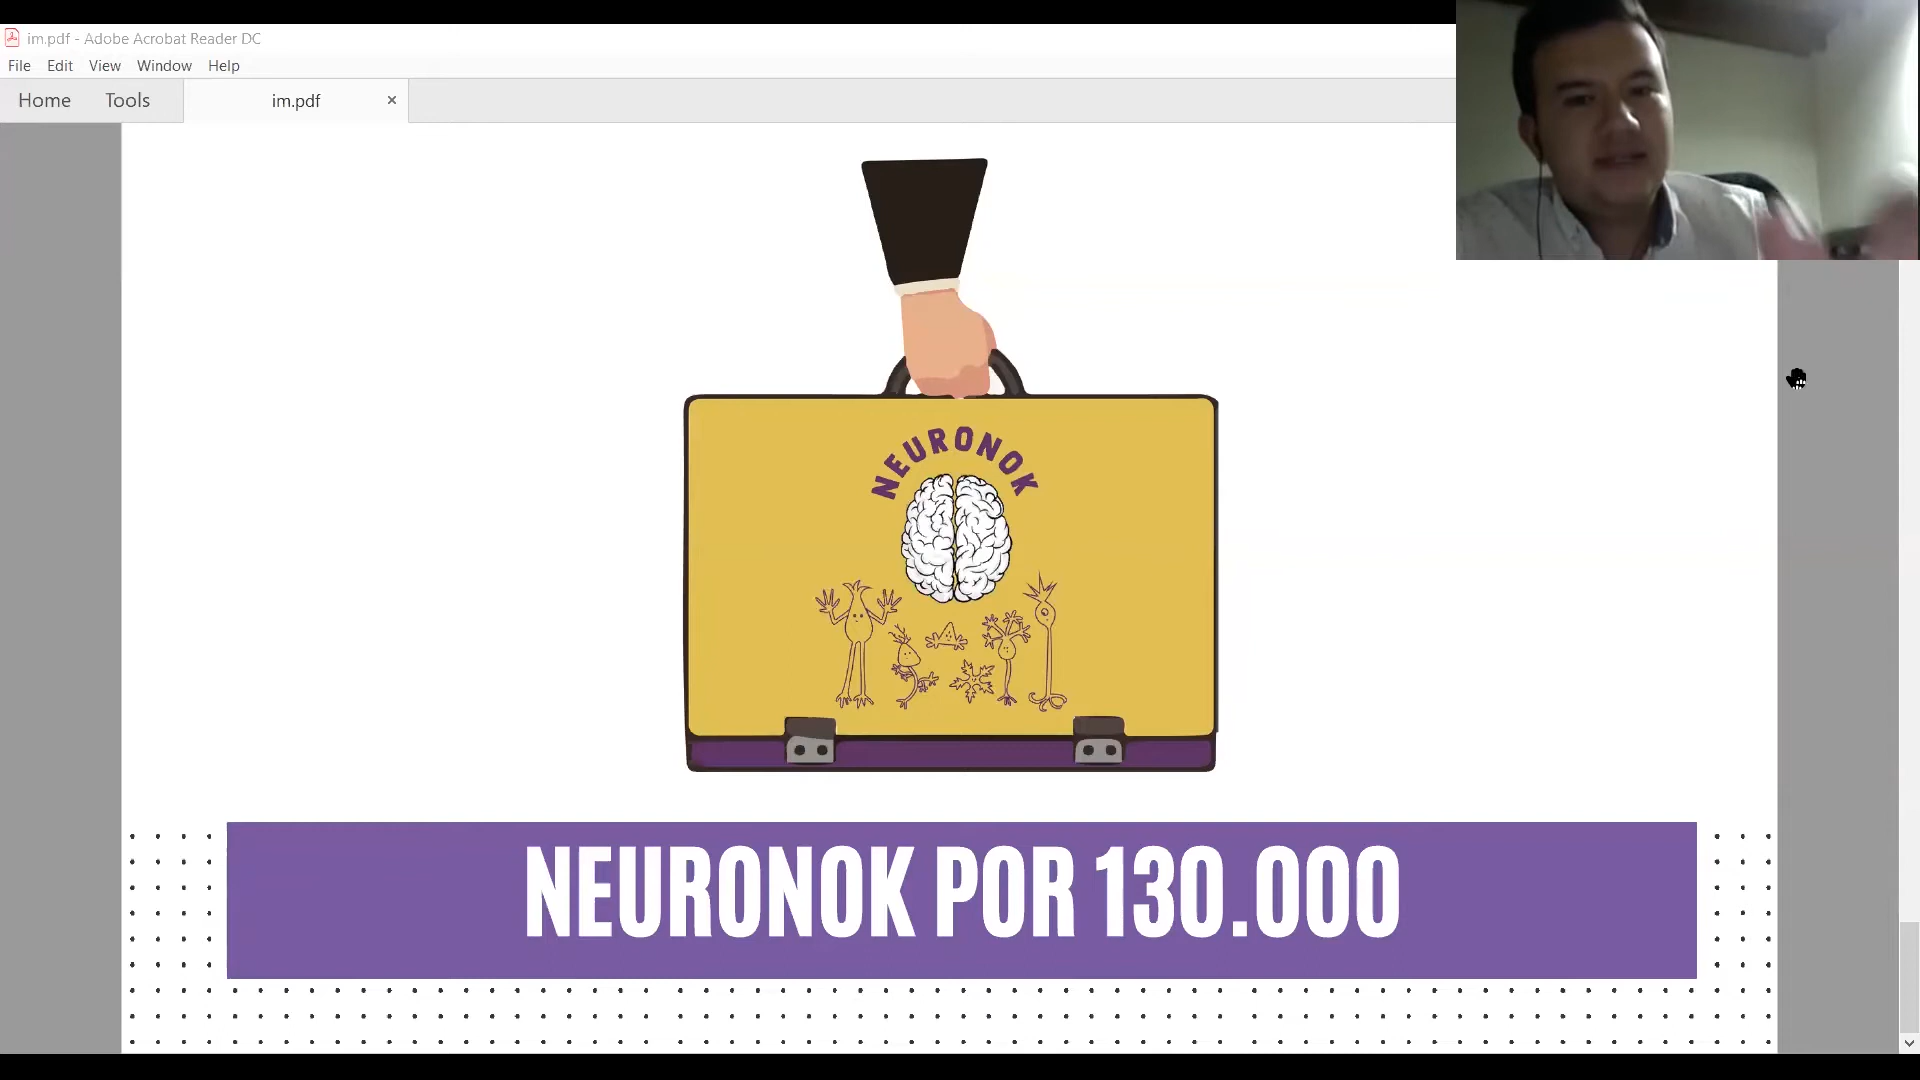 im.pdf - Adobe Acrobat Reader DC
File Edit View Window Help
Home Tools im.pdf ×
NEURONOK
NEURONOK POR 130.000